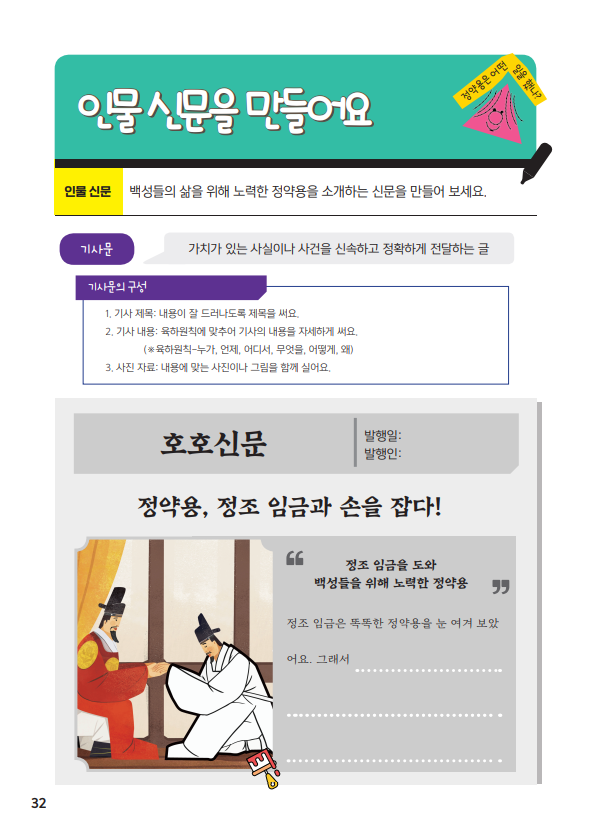 인물 신문을 만들어요
정약용은 어떤
일을 했나?
인물 신문 백성들의 삶을 위해 노력한 정약용을 소개하는 신문을 만들어 보세요.
기사문 가치가 있는 사실이나 사건을 신속하고 정확하게 전달하는 글
기사문의 구성
1. 기사 제목: 내용이 잘 드러나도록 제목을 써요.
2. 기사 내용: 육하원칙에 맞추어 기사의 내용을 자세하게 써요.
(※육하원칙-누가, 언제, 어디서, 무엇을, 어떻게, 왜)
3. 사진 자료: 내용에 맞는 사진이나 그림을 함께 실어요.
호호신문
발행일:
발행인:
정약용, 정조 임금과 손을 잡다!
“ 정조 임금을 도와
백성들을 위해 노력한 정약용 ”
정조 임금은 똑똑한 정약용을 눈 여겨 보았
어요. 그래서
32